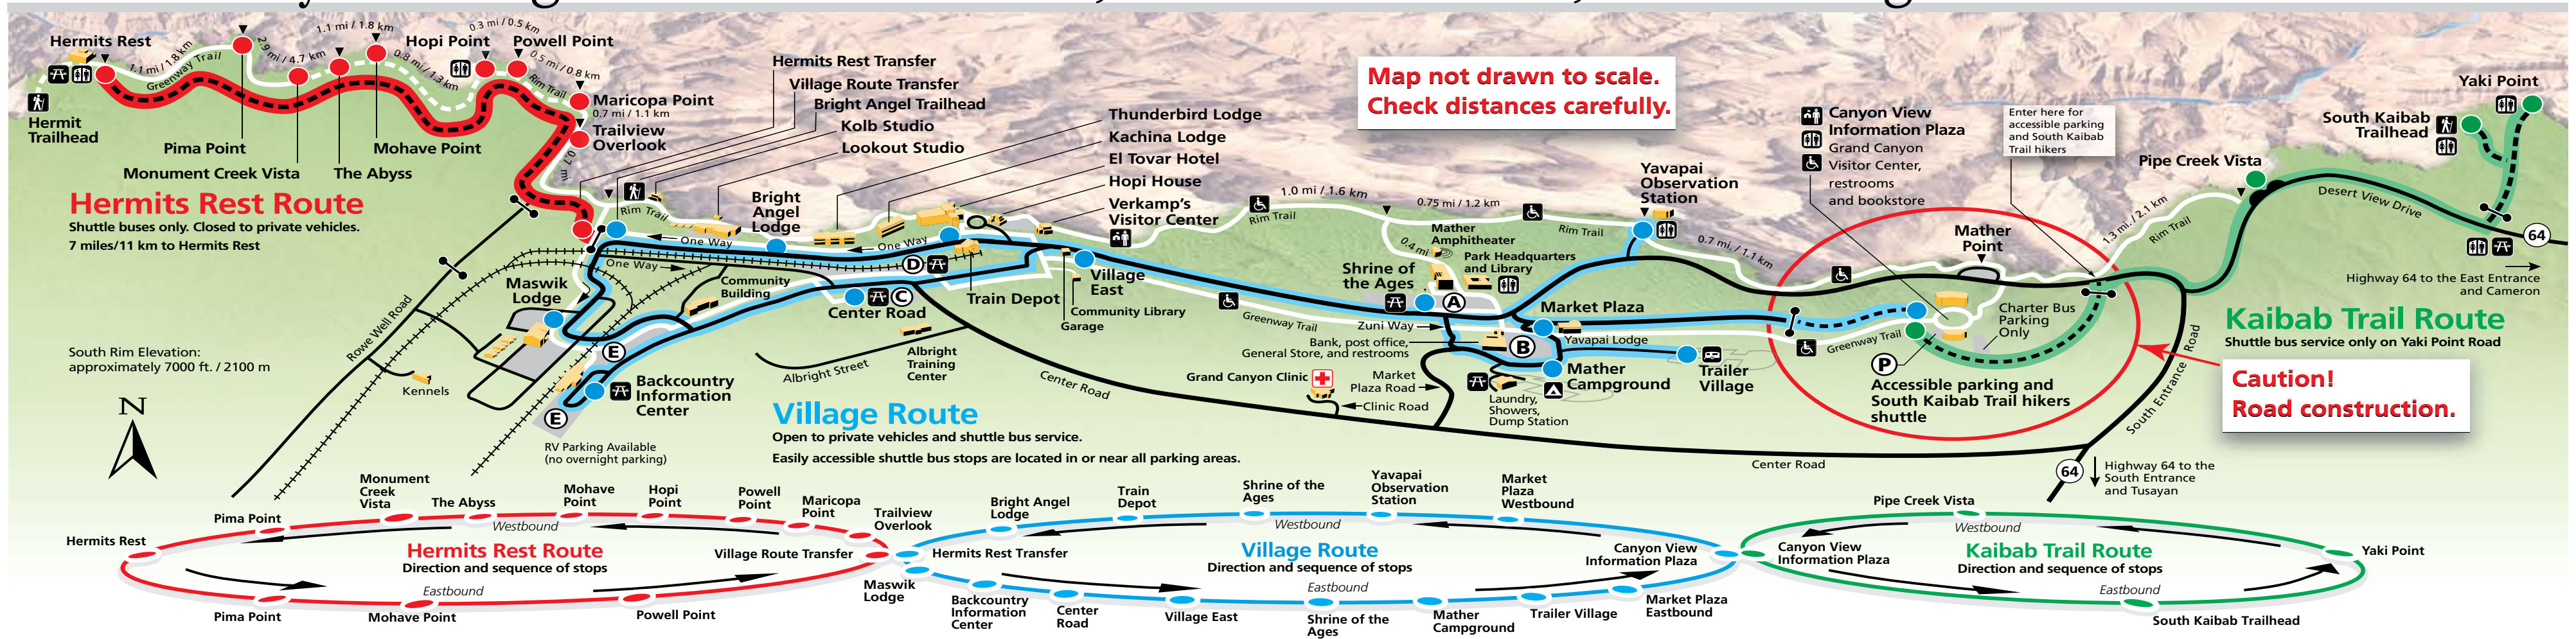 Hermits Rest
1.1 mi / 1.8 km
Greenway Trail
2.9 mi / 4.7 km
1.1 mi / 1.8 km
0.8 mi / 1.3 km
0.3 mi / 0.5 km
Hopi Point
Powell Point
0.5 mi / 0.8 km
Rim Trail
Maricopa Point
0.7 mi / 1.1 km
Trailview
Overlook
0.7 mi
Hermit
Trailhead
Pima Point
Monument Creek Vista
The Abyss
Mohave Point
Hermits Rest Route
Shuttle buses only. Closed to private vehicles.
7 miles/11 km to Hermits Rest
South Rim Elevation:
approximately 7000 ft. / 2100 m
N
Rowe Well Road
Kennels
Hermits Rest Transfer
Village Route Transfer
Bright Angel Trailhead
Kolb Studio
Lookout Studio
Rim Trail
Bright
Angel
Lodge
One Way
One Way
One Way
Maswik
Lodge
Community
Building
E
E
Backcountry
Information
Center
RV Parking Available
(no overnight parking)
Thunderbird Lodge
Kachina Lodge
El Tovar Hotel
Hopi House
Verkamp's
Visitor Center
D
C
Center Road
Train Depot
Village
East
Community Library
Garage
Albright Street
Albright
Training
Center
Center Road
Village Route
Open to private vehicles and shuttle bus service.
Easily accessible shuttle bus stops are located in or near all parking areas.
Map not drawn to scale.
Check distances carefully.
1.0 mi / 1.6 km
Rim Trail
0.75 mi / 1.2 km
Rim Trail
0.4 mi
Mather
Amphitheater
Park Headquarters
and Library
Shrine of
the Ages
A
Greenway Trail
Zuni Way
Bank, post office,
General Store, and restrooms
B
Market Plaza
Yavapai Lodge
Mather
Campground
Trailer
Village
Grand Canyon Clinic
Market
Plaza Road
Clinic Road
Laundry,
Showers,
Dump Station
Yavapai
Observation
Station
0.7 mi. / 1.1 km
Canyon View
Information Plaza
Grand Canyon
Visitor Center,
restrooms
and bookstore
Enter here for
accessible parking
and South Kaibab
Trail hikers
Mather
Point
Charter Bus
Parking
Only
Greenway Trail
P
Accessible parking and
South Kaibab Trail hikers
shuttle
Center Road
1.3 mi. / 2.1 km
Rim Trail
Pipe Creek Vista
South Kaibab
Trailhead
Yaki Point
Desert View Drive
64
Highway 64 to the East Entrance
and Cameron
Kaibab Trail Route
Shuttle bus service only on Yaki Point Road
Caution!
Road construction.
South Entrance Road
64
Highway 64 to the
South Entrance
and Tusayan
Hermits Rest
Pima Point
Monument
Creek
Vista
The Abyss
Mohave
Point
Hopi
Point
Powell
Point
Maricopa
Point
Trailview
Overlook
Westbound
Hermits Rest Route
Direction and sequence of stops
Village Route Transfer
Eastbound
Pima Point
Mohave Point
Powell Point
Hermits Rest Transfer
Bright Angel
Lodge
Train
Depot
Shrine of the
Ages
Yavapai
Observation
Station
Market
Plaza
Westbound
Westbound
Village Route
Direction and sequence of stops
Canyon View
Information Plaza
Eastbound
Maswik
Lodge
Backcountry
Information
Center
Center
Road
Village East
Shrine of the
Ages
Mather
Campground
Trailer Village
Market Plaza
Eastbound
Pipe Creek Vista
Westbound
Canyon View
Information Plaza
Kaibab Trail Route
Direction and sequence of stops
Yaki Point
Eastbound
South Kaibab Trailhead